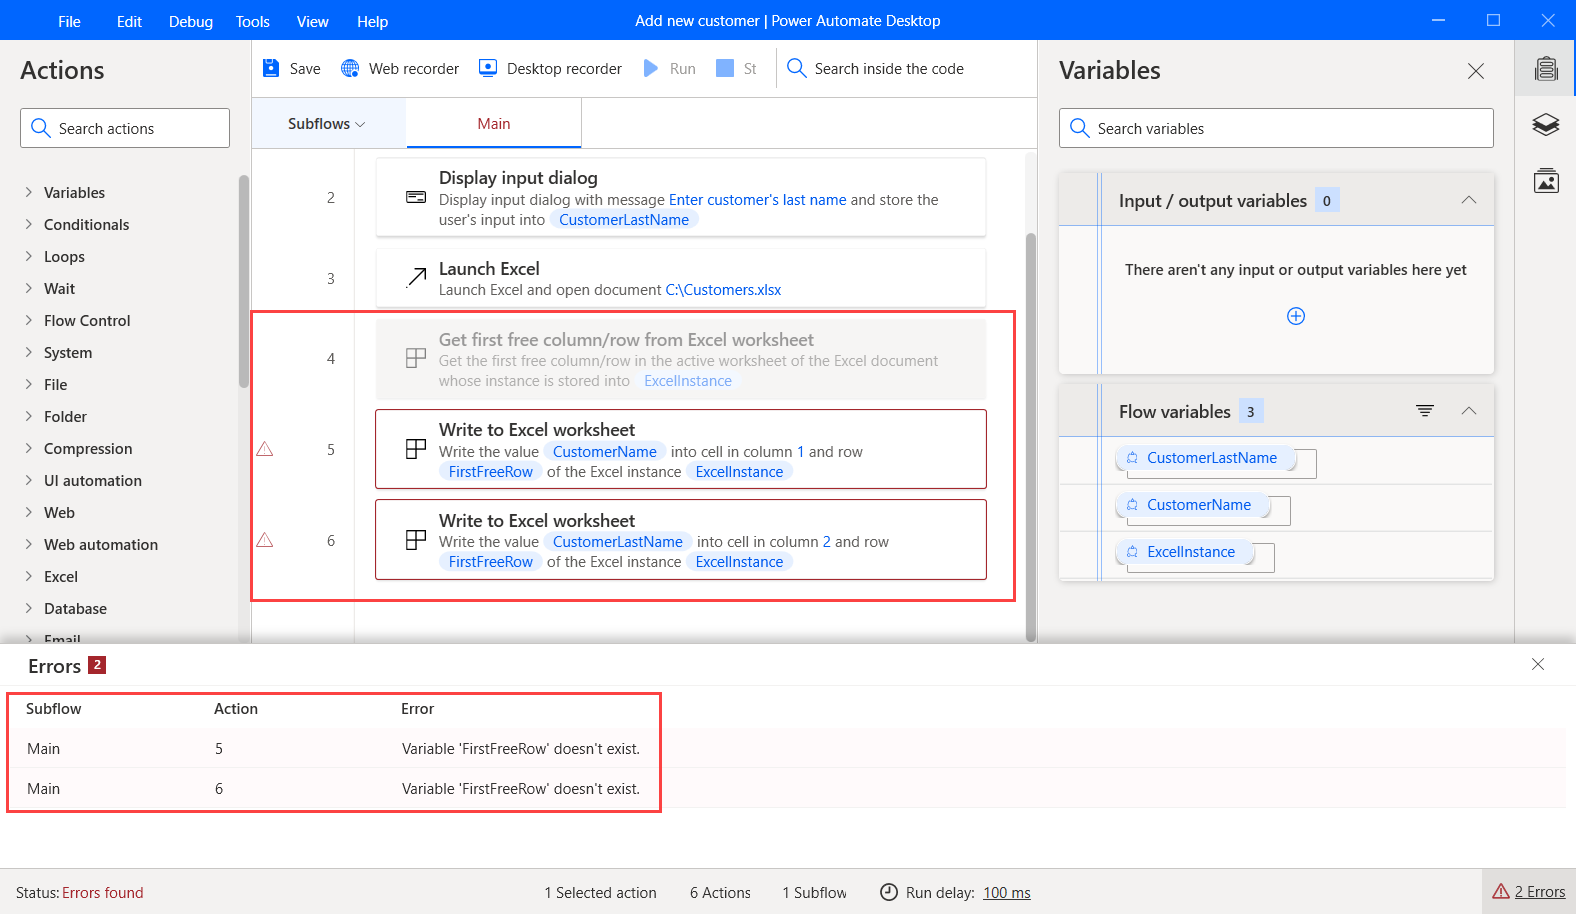 File Edit Debug Tools View Help Add new customer | Power Automate Desktop
Actions
Search actions
Variables
Conditionals
Loops
Wait
Flow Control
System
File
Folder
Compression
UI automation
Web
Web automation
Excel
Database
Email
Save Web recorder Desktop recorder Run St Search inside the code
Subflows Main
2
Display input dialog
Display input dialog with message Enter customer's last name and store the
user's input into CustomerLastName
3
Launch Excel
Launch Excel and open document C:\Customers.xlsx
4
Get first free column/row from Excel worksheet
Get the first free column/row in the active worksheet of the Excel document
whose instance is stored into ExcelInstance
5
Write to Excel worksheet
Write the value CustomerName into cell in column 1 and row
FirstFreeRow of the Excel instance ExcelInstance
6
Write to Excel worksheet
Write the value CustomerLastName into cell in column 2 and row
FirstFreeRow of the Excel instance ExcelInstance
Variables
Search variables
Input / output variables 0
There aren't any input or output variables here yet
Flow variables 3
CustomerLastName
CustomerName
ExcelInstance
Errors 2
Subflow Action Error
Main 5 Variable 'FirstFreeRow' doesn't exist.
Main 6 Variable 'FirstFreeRow' doesn't exist.
Status: Errors found 1 Selected action 6 Actions 1 Subflow Run delay: 100 ms 2 Errors